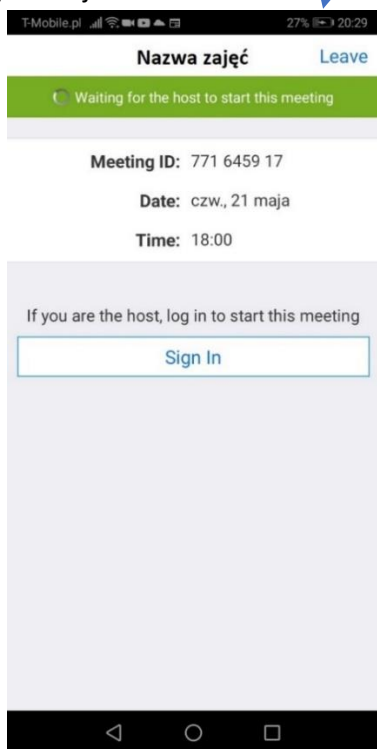 T-Mobile.pl 27% 20:29
Nazwa zajęć Leave
Waiting for the host to start this meeting
Meeting ID: 771 6459 17
Date: czw., 21 maja
Time: 18:00
If you are the host, log in to start this meeting
Sign In